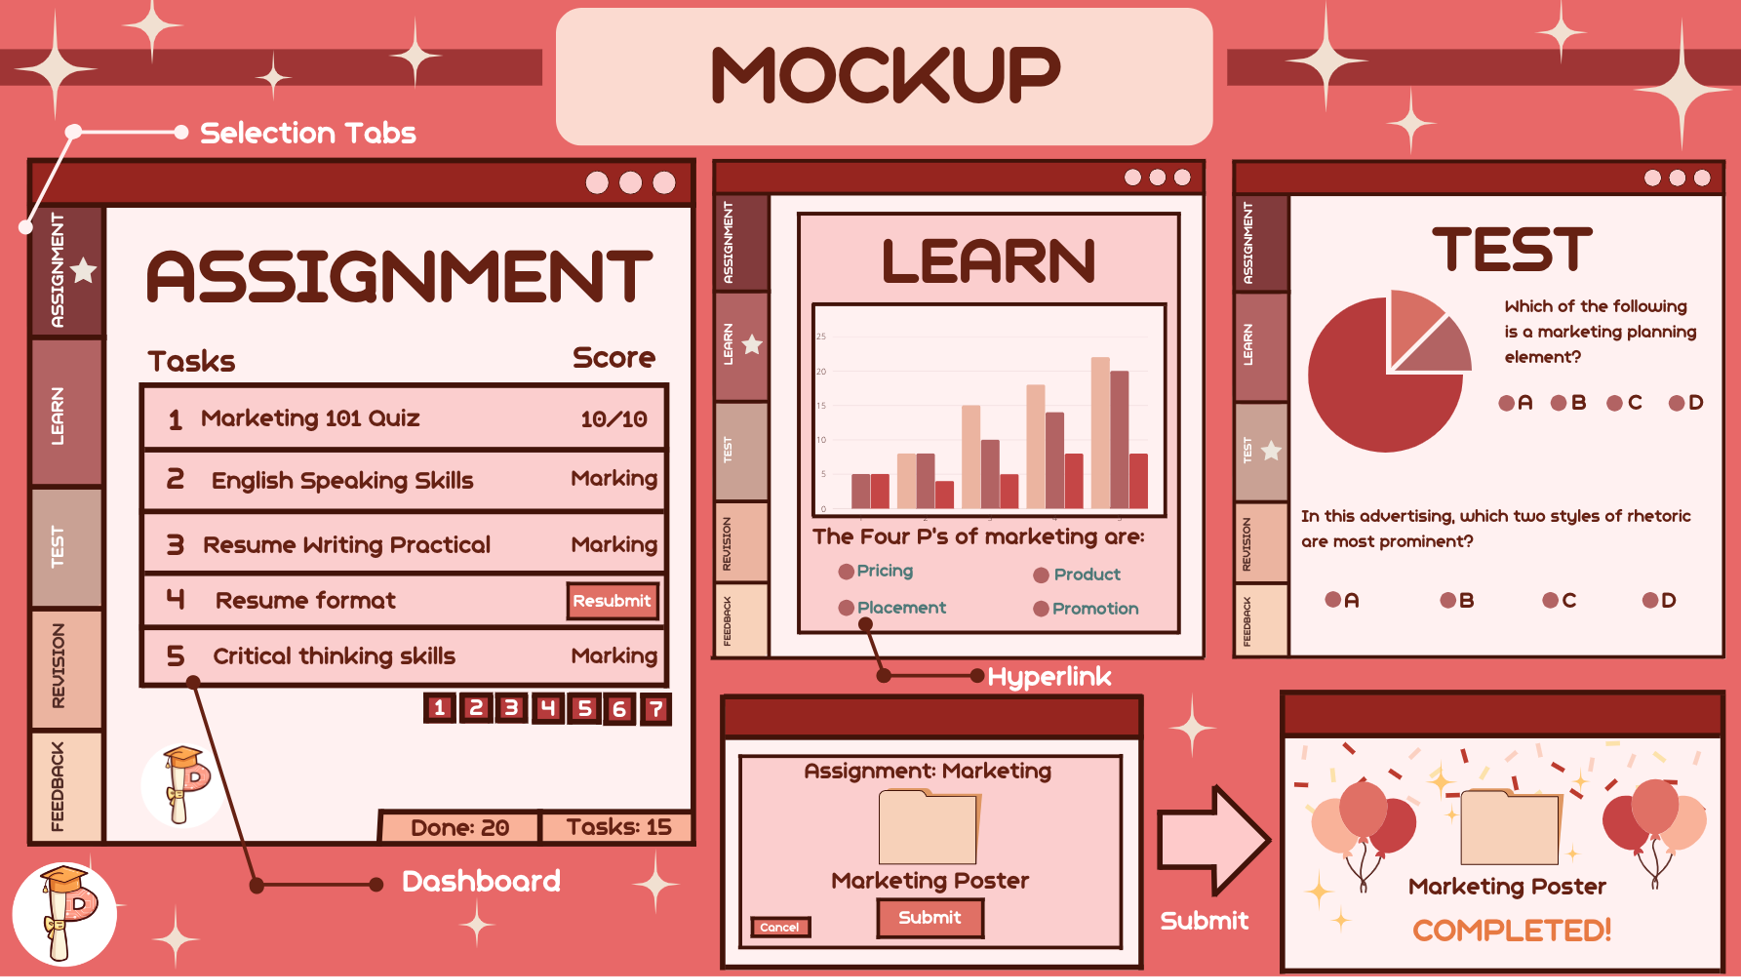 MOCKUP
Selection Tabs
ASSIGNMENT
LEARN
TEST
REVISION
FEEDBACK
ASSIGNMENT
Tasks Score
1 Marketing 101 Quiz 10/10
2 English Speaking Skills Marking
3 Resume Writing Practical Marking
4 Resume format Resubmit
5 Critical thinking skills Marking
1 2 3 4 5 6 7
P
Done: 20 Tasks: 15
Dashboard
P
ASSIGNMENT
LEARN
TEST
REVISION
FEEDBACK
LEARN
25
20
15
10
5
0
The Four P's of marketing are:
Pricing Product
Placement Promotion
Hyperlink
ASSIGNMENT
LEARN
TEST
REVISION
FEEDBACK
TEST
Which of the following
is a marketing planning
element?
A B C D
In this advertising, which two styles of rhetoric
are most prominent?
A B C D
Assignment: Marketing
Marketing Poster
Submit
Cancel
Submit
Marketing Poster
COMPLETED!